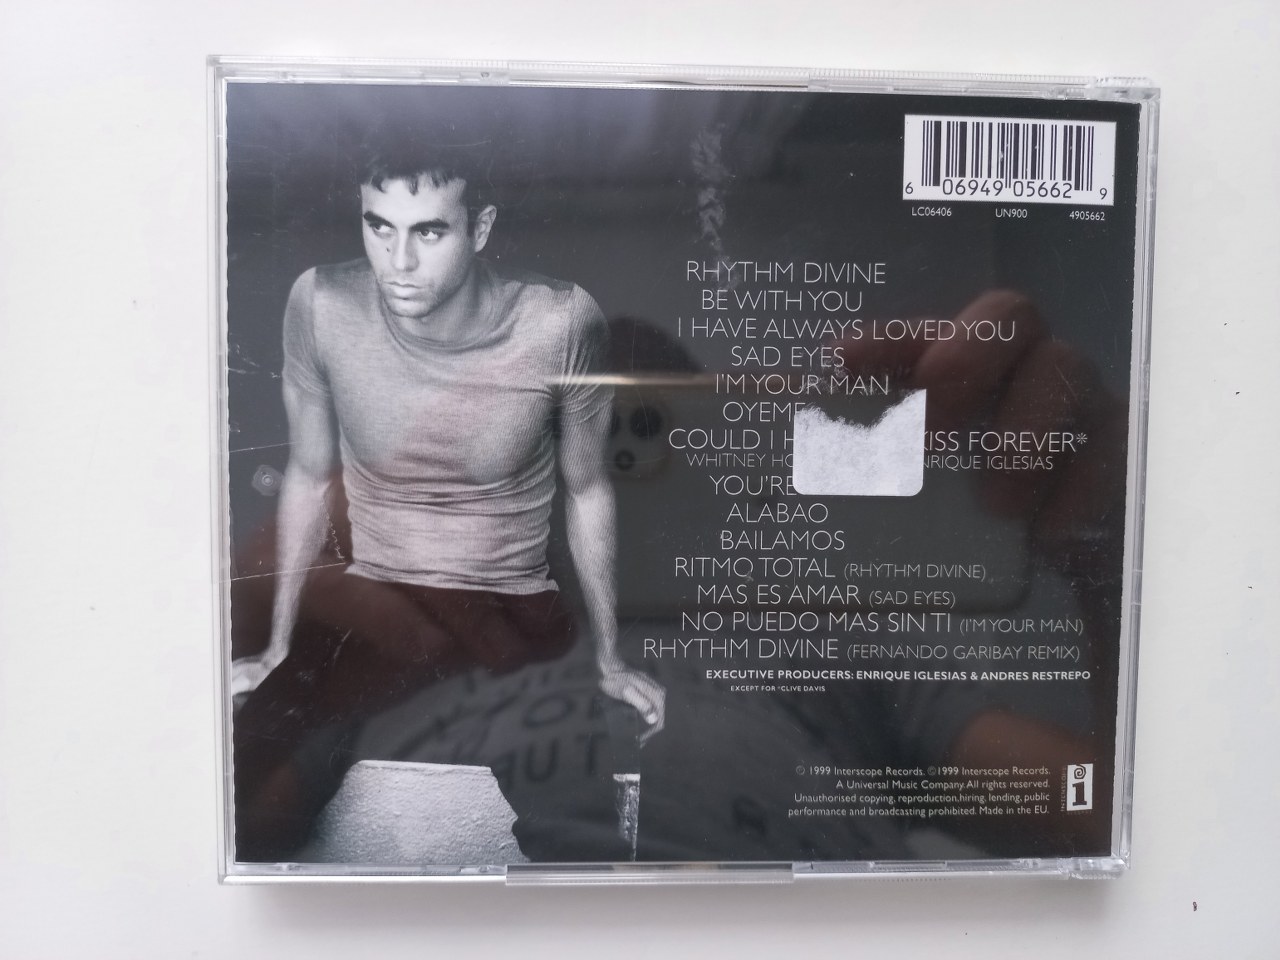 6 06949 05662 9
LC06406 UN900 4905662
RHYTHM DIVINE
BE WITH YOU
I HAVE ALWAYS LOVED YOU
SAD EYES
I'M YOUR MAN
OYEME
COULD I KISS FOREVER*
WHITNEY ENRIQUE IGLESIAS
YOU'RE
ALABAO
BAILAMOS
RITMO TOTAL (RHYTHM DIVINE)
MAS ES AMAR (SAD EYES)
NO PUEDO MAS SIN TI (I'M YOUR MAN)
RHYTHM DIVINE (FERNANDO GARIBAY REMIX)
EXECUTIVE PRODUCERS: ENRIQUE IGLESIAS & ANDRES RESTREPO
EXCEPT FOR *CLIVE DAVIS
℗ 1999 Interscope Records. © 1999 Interscope Records.
A Universal Music Company. All rights reserved.
Unauthorised copying, reproduction, hiring, lending, public
performance and broadcasting prohibited. Made in the EU.
i